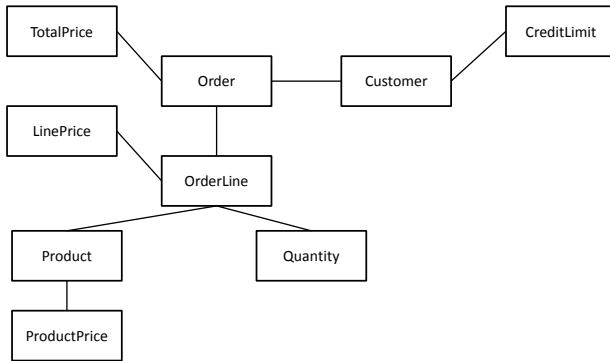 TotalPrice
CreditLimit
Order
Customer
LinePrice
OrderLine
Product
Quantity
ProductPrice